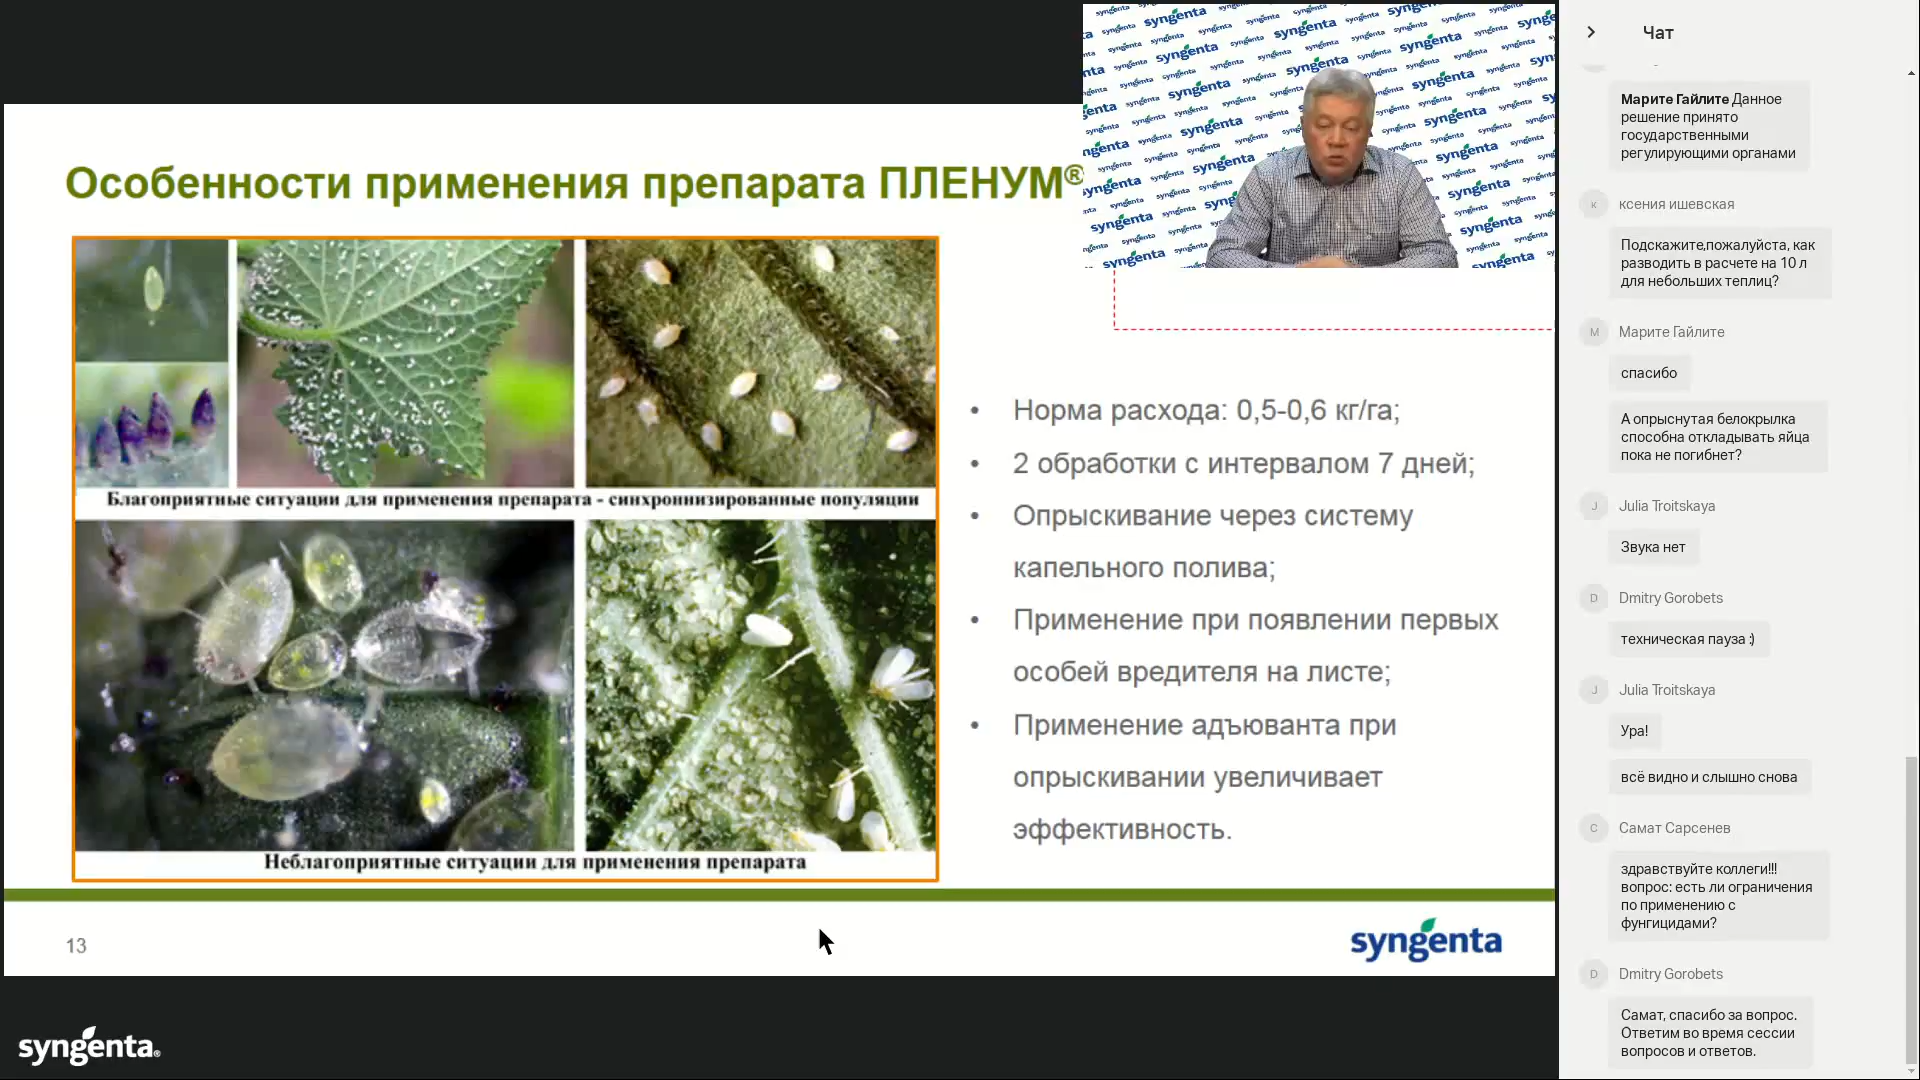 Особенности применения препарата ПЛЕНУМ®
Благоприятные ситуации для применения препарата - синхроннизированные популяции
Неблагоприятные ситуации для применения препарата
• Норма расхода: 0,5-0,6 кг/га;
• 2 обработки с интервалом 7 дней;
• Опрыскивание через систему
капельного полива;
• Применение при появлении первых
особей вредителя на листе;
• Применение адъюванта при
опрыскивании увеличивает
эффективность.
13
syngenta
syngenta®
syngenta
Чат
Марите Гайлите Данное
решение принято
государственными
регулирующими органами
к
ксения ишевская
Подскажите,пожалуйста, как
разводить в расчете на 10 л
для небольших теплиц?
М
Марите Гайлите
спасибо
А опрыснутая белокрылка
способна откладывать яйца
пока не погибнет?
J
Julia Troitskaya
Звука нет
D
Dmitry Gorobets
техническая пауза :)
J
Julia Troitskaya
Ура!
всё видно и слышно снова
С
Самат Сарсенев
здравствуйте коллеги!!!
вопрос: есть ли ограничения
по применению с
фунгицидами?
D
Dmitry Gorobets
Самат, спасибо за вопрос.
Ответим во время сессии
вопросов и ответов.